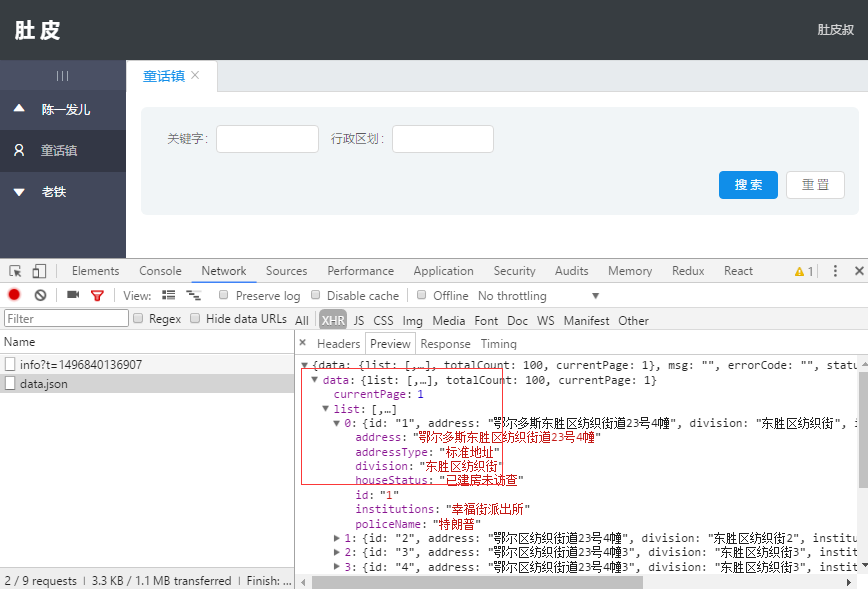 肚皮
肚皮叔
陈一发儿
童话镇
老铁
童话镇 ×
关键字: 行政区划:
搜索 重置
Elements Console Network Sources Performance Application Security Audits Memory Redux React 1
View: Preserve log Disable cache Offline No throttling
Filter Regex Hide data URLs All XHR JS CSS Img Media Font Doc WS Manifest Other
Name
info?t=1496840136907
data.json
× Headers Preview Response Timing
{data: {list: [,…], totalCount: 100, currentPage: 1}, msg: "", errorCode: "", statu
data: {list: [,…], totalCount: 100, currentPage: 1}
currentPage: 1
list: [,…]
0: {id: "1", address: "鄂尔多斯东胜区纺织街道23号4幢", division: "东胜区纺织街", i
address: "鄂尔多斯东胜区纺织街道23号4幢"
addressType: "标准地址"
division: "东胜区纺织街"
houseStatus: "已建房未访查"
id: "1"
institutions: "幸福街派出所"
policeName: "特朗普"
1: {id: "2", address: "鄂尔区纺织街道23号4幢", division: "东胜区纺织街2", institu
2: {id: "3", address: "鄂尔区纺织街道23号4幢3", division: "东胜区纺织街3", instit
3: {id: "4", address: "鄂尔区纺织街道23号4幢3", division: "东胜区纺织街3", instit
2 / 9 requests | 3.3 KB / 1.1 MB transferred | Finish: ...